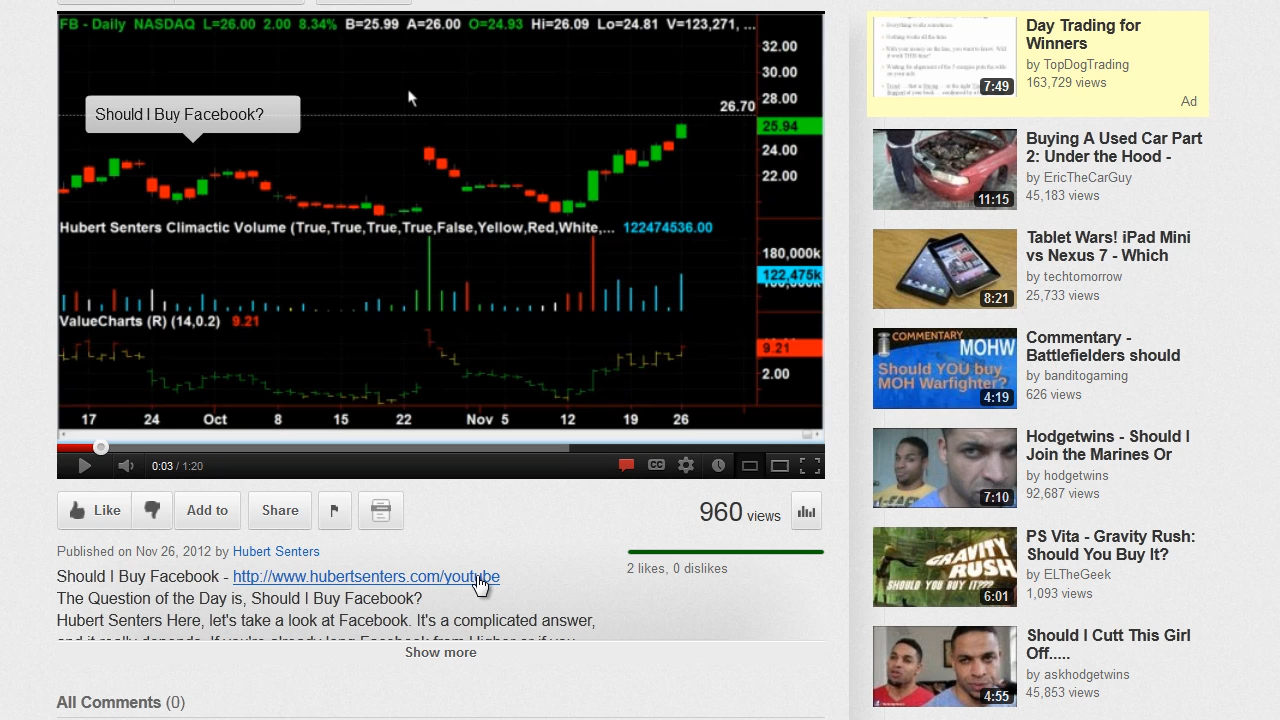 FB - Daily NASDAQ L=26.00 2.00 8.34% B=25.99 A=26.00 O=24.93 Hi=26.09 Lo=24.81 V=123,271, ...
32.00
30.00
28.00
26.70
25.94
24.00
22.00
Should I Buy Facebook?
Hubert Senters Climactic Volume (True,True,True,True,False,Yellow,Red,White,... 122474536.00
180,000k
122,475k
ValueCharts (R) (14,0.2) 9.21
9.21
2.00
17 24 Oct 8 15 22 Nov 5 12 19 26
0:03 / 1:20
CC
Like
Add to
Share
960 views
Published on Nov 26, 2012 by Hubert Senters
2 likes, 0 dislikes
Should I Buy Facebook - http://www.hubertsenters.com/youtube
The Question of the Buy Facebook?
Hubert Senters Here, let's take a look at Facebook. It's a complicated answer,
Show more
All Comments (0)
7:49
Day Trading for
Winners
by TopDogTrading
163,729 views
Ad
11:15
Buying A Used Car Part
2: Under the Hood -
by EricTheCarGuy
45,183 views
8:21
Tablet Wars! iPad Mini
vs Nexus 7 - Which
by techtomorrow
25,733 views
COMMENTARY
MOHW
Should YOU buy
MOH Warfighter?
4:19
Commentary -
Battlefielders should
by banditogaming
626 views
7:10
Hodgetwins - Should I
Join the Marines Or
by hodgetwins
92,687 views
GRAVITY
RUSH
SHOULD YOU BUY IT???
6:01
PS Vita - Gravity Rush:
Should You Buy It?
by ELTheGeek
1,093 views
4:55
Should I Cutt This Girl
Off.....
by askhodgetwins
45,853 views